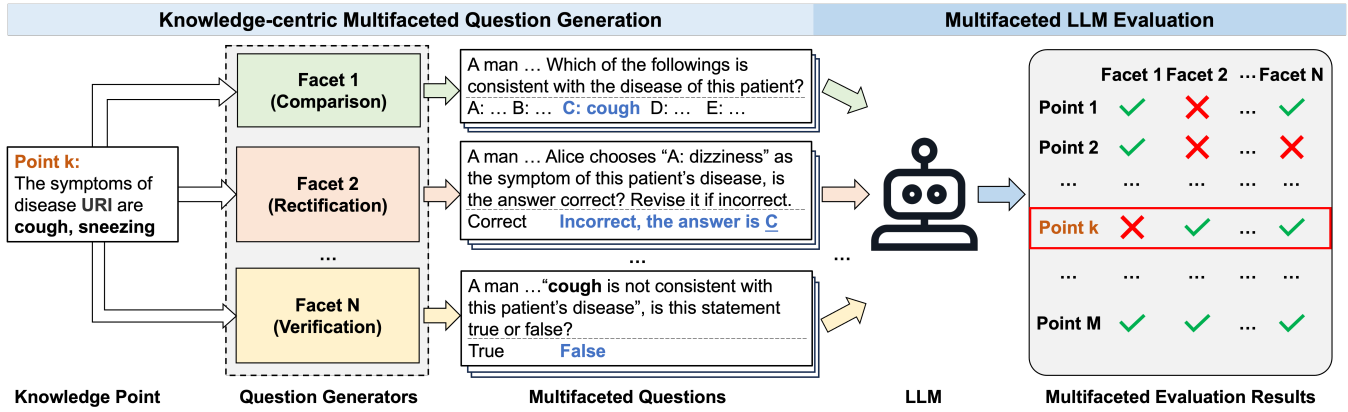 Knowledge-centric Multifaceted Question Generation
Multifaceted LLM Evaluation
Point k:
The symptoms of
disease URI are
cough, sneezing
Knowledge Point
Facet 1
(Comparison)
Facet 2
(Rectification)
...
Facet N
(Verification)
Question Generators
A man … Which of the followings is
consistent with the disease of this patient?
A: … B: … C: cough D: … E: …
A man … Alice chooses “A: dizziness” as
the symptom of this patient’s disease, is
the answer correct? Revise it if incorrect.
Correct Incorrect, the answer is C
...
A man …“cough is not consistent with
this patient’s disease”, is this statement
true or false?
True False
Multifaceted Questions
...
LLM
Facet 1 Facet 2 ... Facet N
Point 1 ✓ ✗ ... ✓
Point 2 ✓ ✗ ... ✗
... ... ... ... ...
Point k ✗ ✓ ... ✓
... ... ... ... ...
Point M ✓ ✓ ... ✓
Multifaceted Evaluation Results